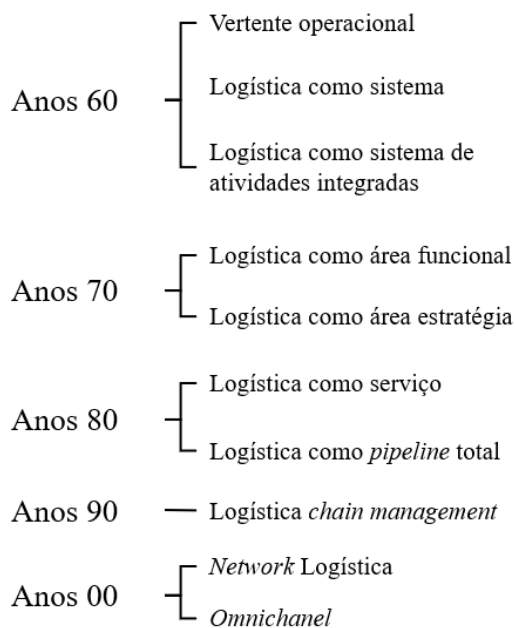 Vertente operacional
Anos 60
Logística como sistema
Logística como sistema de
atividades integradas
Logística como área funcional
Anos 70
Logística como área estratégia
Logística como serviço
Anos 80
Logística como pipeline total
Anos 90
Logística chain management
Network Logística
Anos 00
Omnichanel